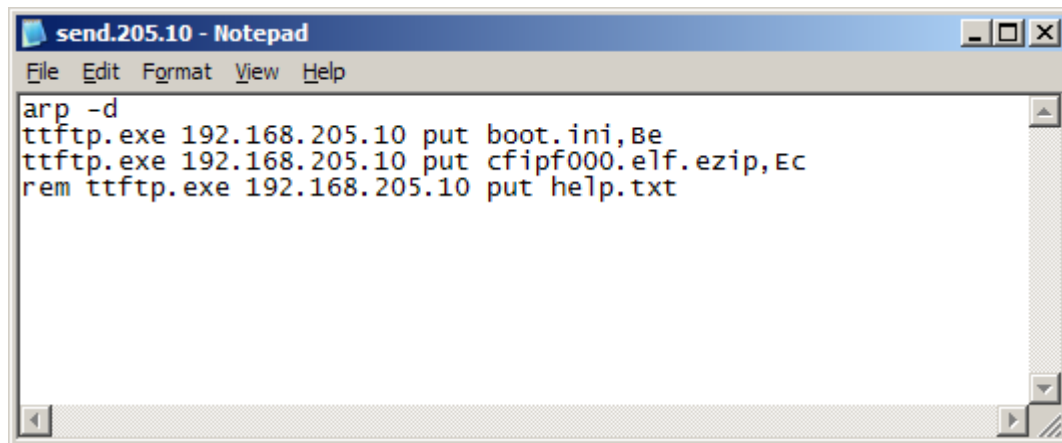 send.205.10 - Notepad
File Edit Format View Help
arp -d
ttftp.exe 192.168.205.10 put boot.ini,Be
ttftp.exe 192.168.205.10 put cfipf000.elf.ezip,Ec
rem ttftp.exe 192.168.205.10 put help.txt